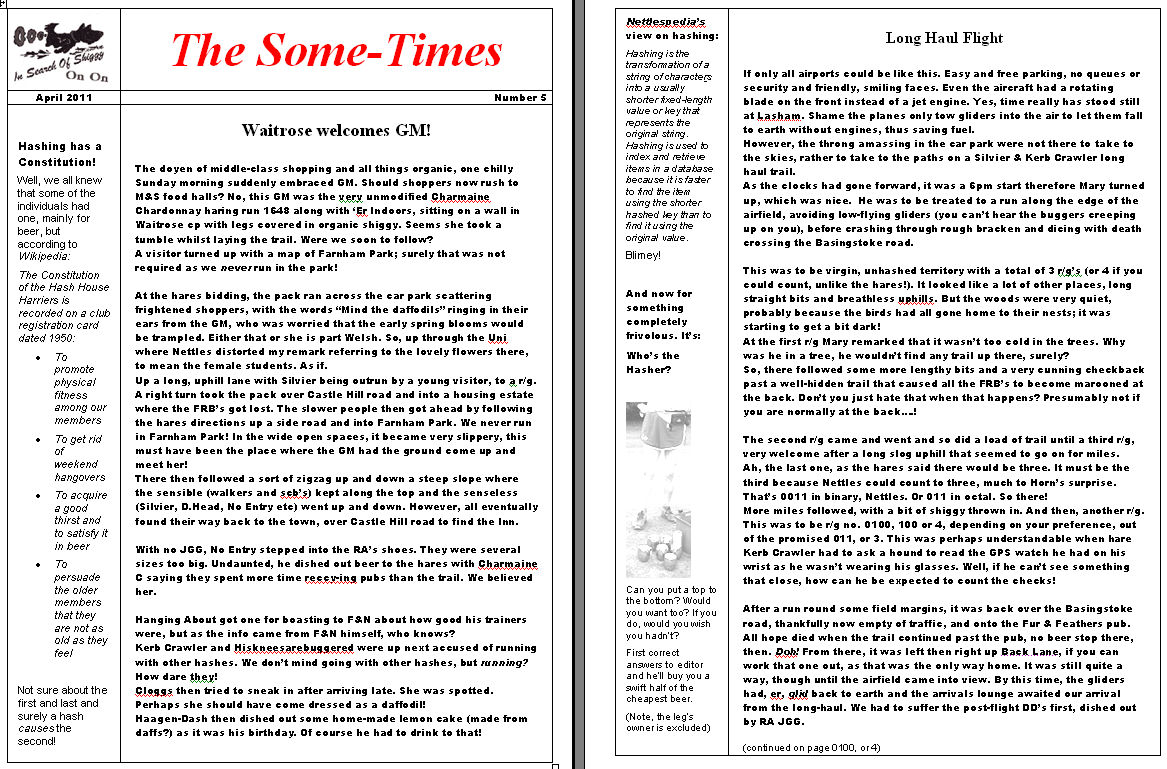 In Search Of Shiggy
On On
The Some-Times
April 2011
Number 5
Hashing has a
Constitution!
Well, we all knew
that some of the
individuals had
one, mainly for
beer, but
according to
Wikipedia:
The Constitution
of the Hash House
Harriers is
recorded on a club
registration card
dated 1950:
• To
promote
physical
fitness
among our
members
• To get rid
of
weekend
hangovers
• To acquire
a good
thirst and
to satisfy it
in beer
• To
persuade
the older
members
that they
are not as
old as they
feel
Not sure about the
first and last and
surely a hash
causes the
second!
Waitrose welcomes GM!
The doyen of middle-class shopping and all things organic, one chilly
Sunday morning suddenly embraced GM. Should shoppers now rush to
M&S food halls? No, this GM was the very unmodified Charmaine
Chardonnay haring run 1648 along with 'Er Indoors, sitting on a wall in
Waitrose cp with legs covered in organic shiggy. Seems she took a
tumble whilst laying the trail. Were we soon to follow?
A visitor turned up with a map of Farnham Park; surely that was not
required as we never run in the park!
At the hares bidding, the pack ran across the car park scattering
frightened shoppers, with the words "Mind the daffodils" ringing in their
ears from the GM, who was worried that the early spring blooms would
be trampled. Either that or she is part Welsh. So, up through the Uni
where Nettles distorted my remark referring to the lovely flowers there,
to mean the female students. As if.
Up a long, uphill lane with Silvier being outrun by a young visitor, to a r/g.
A right turn took the pack over Castle Hill road and into a housing estate
where the FRB's got lost. The slower people then got ahead by following
the hares directions up a side road and into Farnham Park. We never run
in Farnham Park! In the wide open spaces, it became very slippery, this
must have been the place where the GM had the ground come up and
meet her!
There then followed a sort of zigzag up and down a steep slope where
the sensible (walkers and scb's) kept along the top and the senseless
(Silvier, D.Head, No Entry etc) went up and down. However, all eventually
found their way back to the town, over Castle Hill road to find the Inn.
With no JGG, No Entry stepped into the RA's shoes. They were several
sizes too big. Undaunted, he dished out beer to the hares with Charmaine
C saying they spent more time reccy-ing pubs than the trail. We believed
her.
Hanging About got one for boasting to F&N about how good his trainers
were, but as the info came from F&N himself, who knows?
Kerb Crawler and Hiskneesarebuggered were up next accused of running
with other hashes. We don't mind going with other hashes, but running?
How dare they!
Cloggs then tried to sneak in after arriving late. She was spotted.
Perhaps she should have come dressed as a daffodil!
Haagen-Dash then dished out some home-made lemon cake (made from
daffs?) as it was his birthday. Of course he had to drink to that!
Nettlespedia's
view on hashing:
Hashing is the
transformation of a
string of characters
into a usually
shorter fixed-length
value or key that
represents the
original string.
Hashing is used to
index and retrieve
items in a database
because it is faster
to find the item
using the shorter
hashed key than to
find it using the
original value.
Blimey!
And now for
something
completely
frivolous. It's:
Who's the
Hasher?
Can you put a top to
the bottom? Would
you want too? If you
do, would you wish
you hadn't?
First correct
answers to editor
and he'll buy you a
swift half of the
cheapest beer.
(Note, the leg's
owner is excluded)
Long Haul Flight
If only all airports could be like this. Easy and free parking, no queues or
security and friendly, smiling faces. Even the aircraft had a rotating
blade on the front instead of a jet engine. Yes, time really has stood still
at Lasham. Shame the planes only tow gliders into the air to let them fall
to earth without engines, thus saving fuel.
However, the throng amassing in the car park were not there to take to
the skies, rather to take to the paths on a Silvier & Kerb Crawler long
haul trail.
As the clocks had gone forward, it was a 6pm start therefore Mary turned
up, which was nice. He was to be treated to a run along the edge of the
airfield, avoiding low-flying gliders (you can't hear the buggers creeping
up on you), before crashing through rough bracken and dicing with death
crossing the Basingstoke road.
This was to be virgin, unhashed territory with a total of 3 r/g's (or 4 if you
could count, unlike the hares!). It looked like a lot of other places, long
straight bits and breathless uphills. But the woods were very quiet,
probably because the birds had all gone home to their nests; it was
starting to get a bit dark!
At the first r/g Mary remarked that it wasn't too cold in the trees. Why
was he in a tree, he wouldn't find any trail up there, surely?
So, there followed some more lengthy bits and a very cunning checkback
past a well-hidden trail that caused all the FRB's to become marooned at
the back. Don't you just hate that when that happens? Presumably not if
you are normally at the back....!
The second r/g came and went and so did a load of trail until a third r/g,
very welcome after a long slog uphill that seemed to go on for miles.
Ah, the last one, as the hares said there would be three. It must be the
third because Nettles could count to three, much to Horn's surprise.
That's 0011 in binary, Nettles. Or 011 in octal. So there!
More miles followed, with a bit of shiggy thrown in. And then, another r/g.
This was to be r/g no. 0100, 100 or 4, depending on your preference, out
of the promised 011, or 3. This was perhaps understandable when hare
Kerb Crawler had to ask a hound to read the GPS watch he had on his
wrist as he wasn't wearing his glasses. Well, if he can't see something
that close, how can he be expected to count the checks!
After a run round some field margins, it was back over the Basingstoke
road, thankfully now empty of traffic, and onto the Fur & Feathers pub.
All hope died when the trail continued past the pub, no beer stop there,
then. Doh! From there, it was left then right up Back Lane, if you can
work that one out, as that was the only way home. It was still quite a
way, though until the airfield came into view. By this time, the gliders
had, er, glid back to earth and the arrivals lounge awaited our arrival
from the long-haul. We had to suffer the post-flight DD's first, dished out
by RA JGG.
(continued on page 0100, or 4)